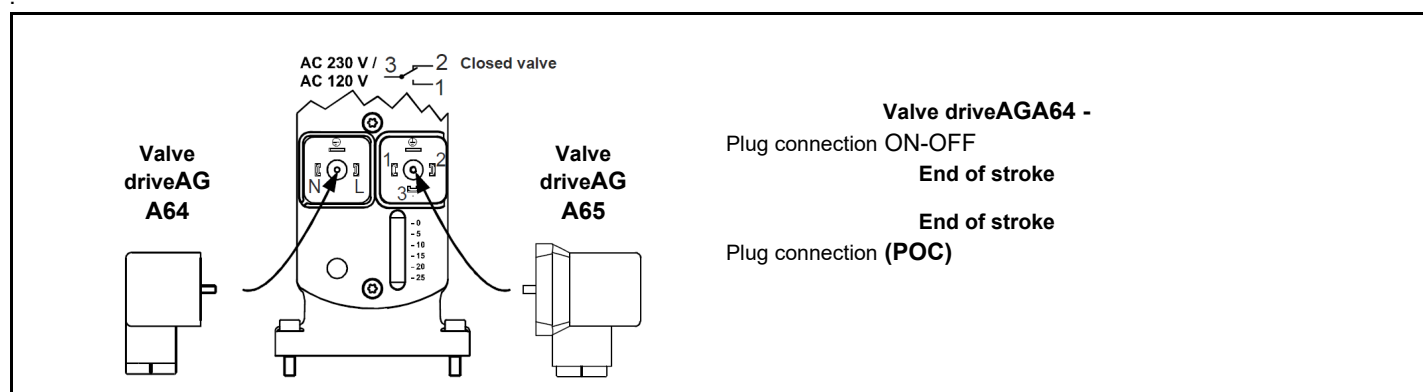 .
AC 230 V /
AC 120 V
3
2
1
Closed valve
Valve
driveAG
A64
N
L
1
2
3
-0
-5
-10
-15
-20
-25
Valve
driveAG
A65
Valve driveAGA64 -
Plug connection ON-OFF
End of stroke
End of stroke
Plug connection (POC)